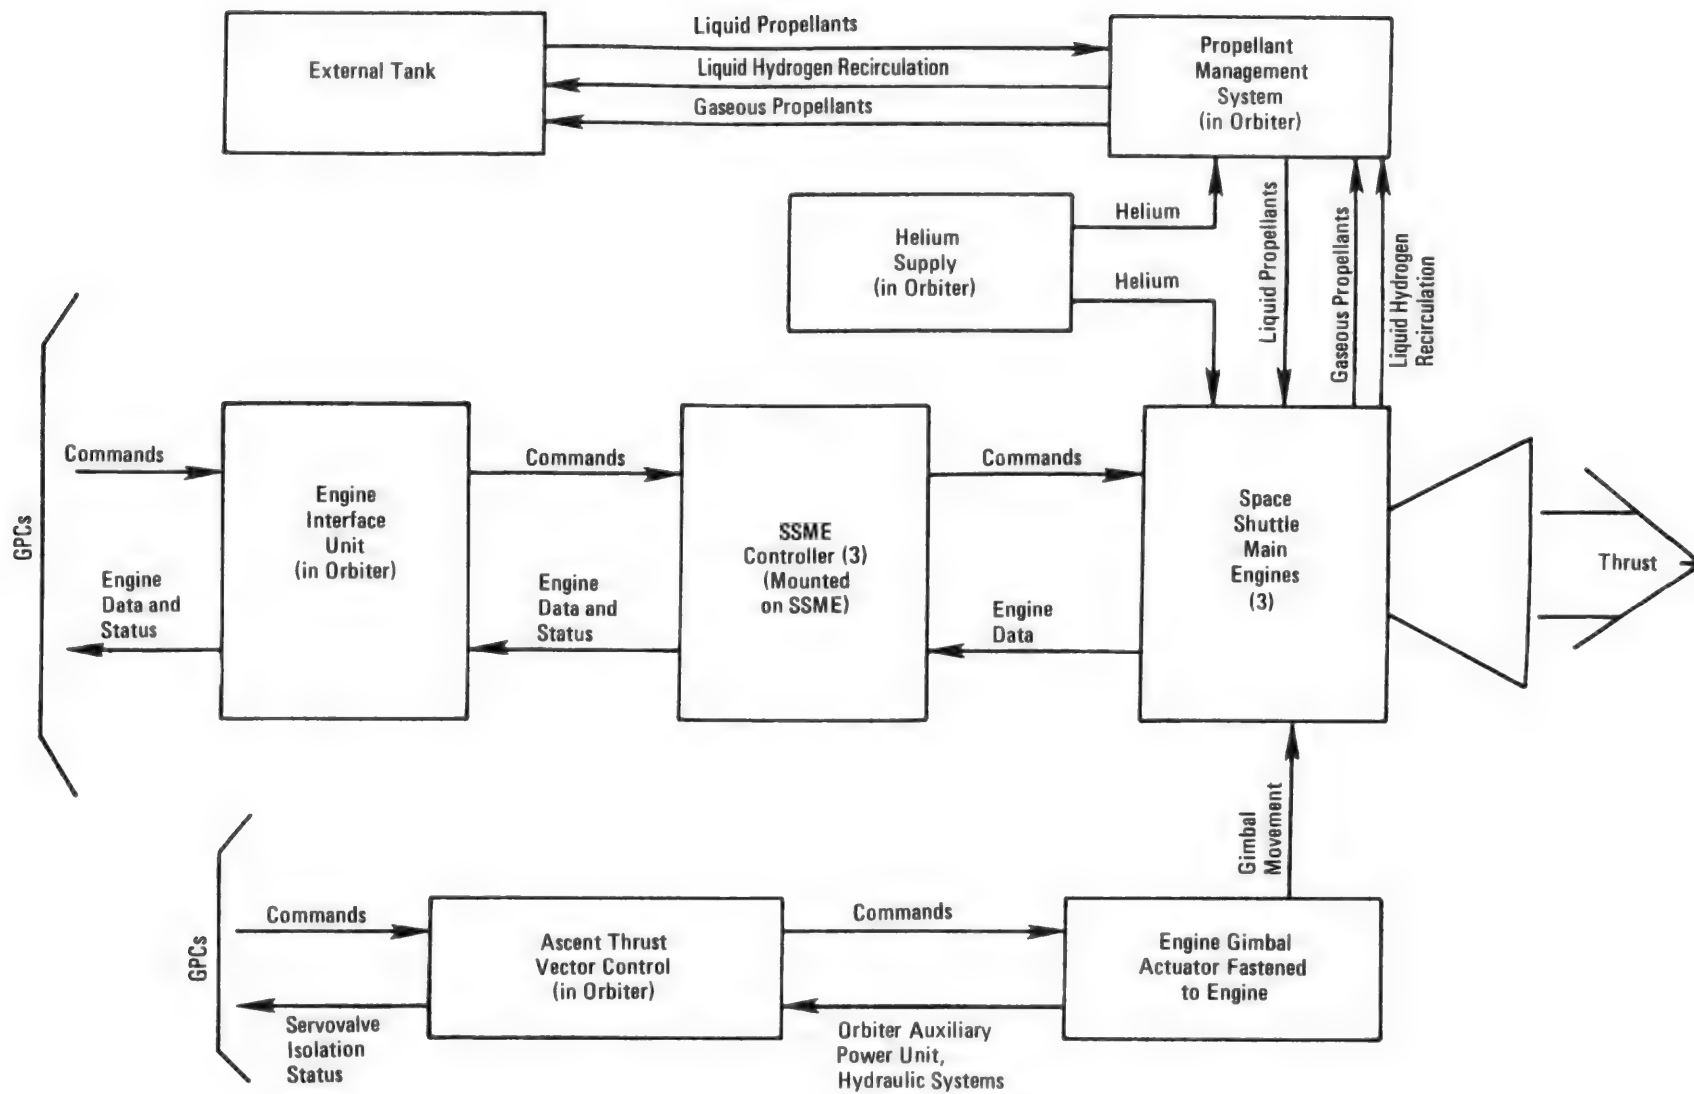 Liquid Propellants
External Tank
Liquid Hydrogen Recirculation
Gaseous Propellants
Propellant
Management
System
(in Orbiter)
Helium
Supply
(in Orbiter)
Helium
Helium
Liquid Propellants
Gaseous Propellants
Liquid Hydrogen
Recirculation
GPCs
Commands
Engine
Data and
Status
Engine
Interface
Unit
(in Orbiter)
Commands
Engine
Data and
Status
SSME
Controller (3)
(Mounted
on SSME)
Commands
Engine
Data
Space
Shuttle
Main
Engines
(3)
Thrust
Gimbal
Movement
GPCs
Commands
Servovalve
Isolation
Status
Ascent Thrust
Vector Control
(in Orbiter)
Commands
Orbiter Auxiliary
Power Unit,
Hydraulic Systems
Engine Gimbal
Actuator Fastened
to Engine